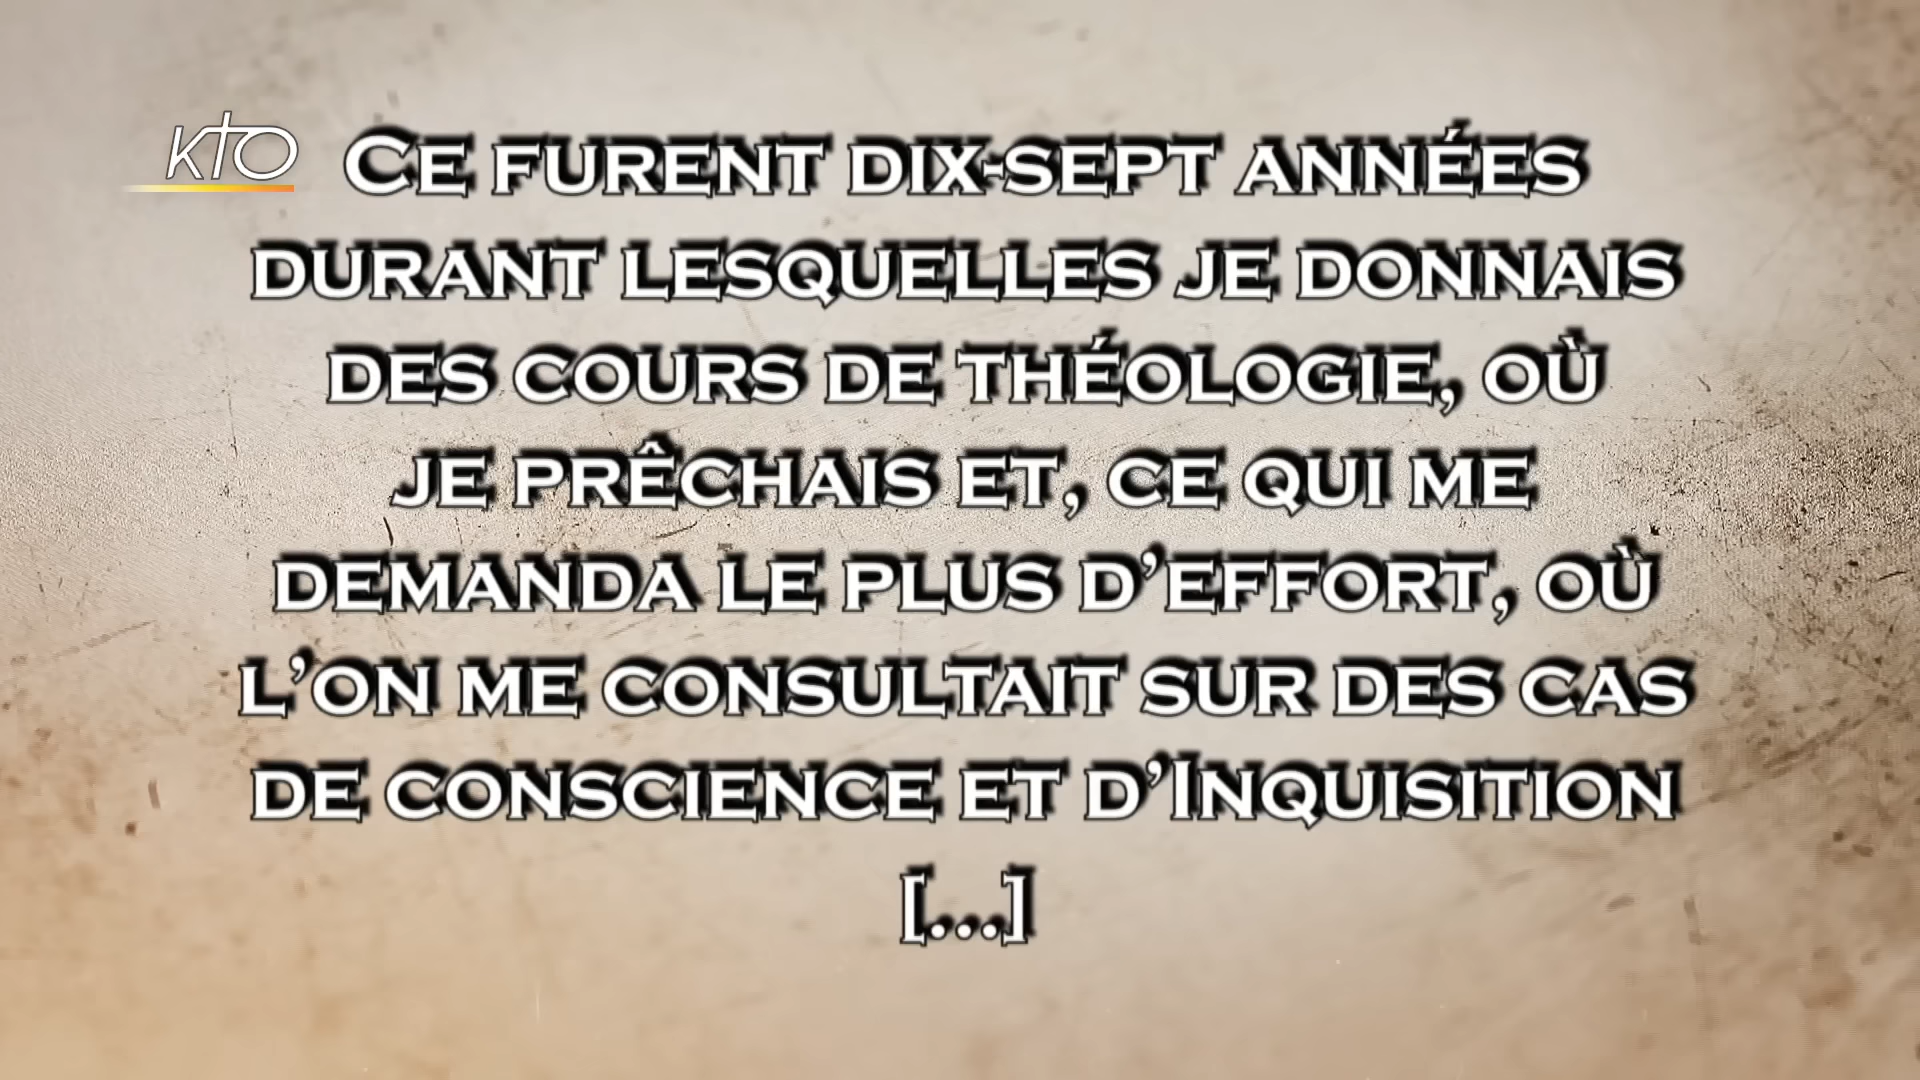 KTO
Ce furent dix-sept années
durant lesquelles je donnais
des cours de théologie, où
je prêchais et, ce qui me
demanda le plus d’effort, où
l’on me consultait sur des cas
de conscience et d’Inquisition
[...]